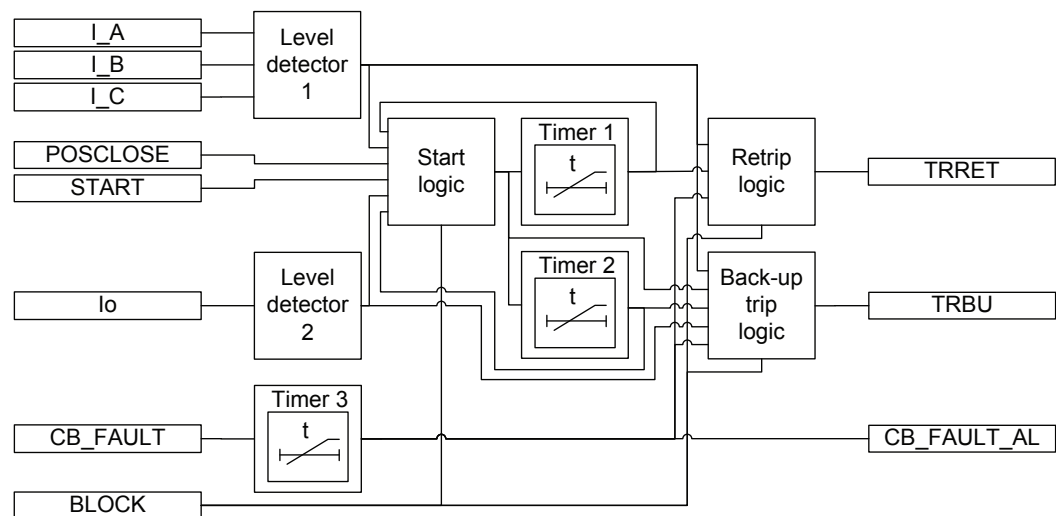 I_A
I_B
I_C
Level
detector
1
POSCLOSE
START
Start
logic
Timer 1
t
Retrip
logic
TRRET
Io
Level
detector
2
Timer 2
t
Back-up
trip
logic
TRBU
CB_FAULT
Timer 3
t
CB_FAULT_AL
BLOCK